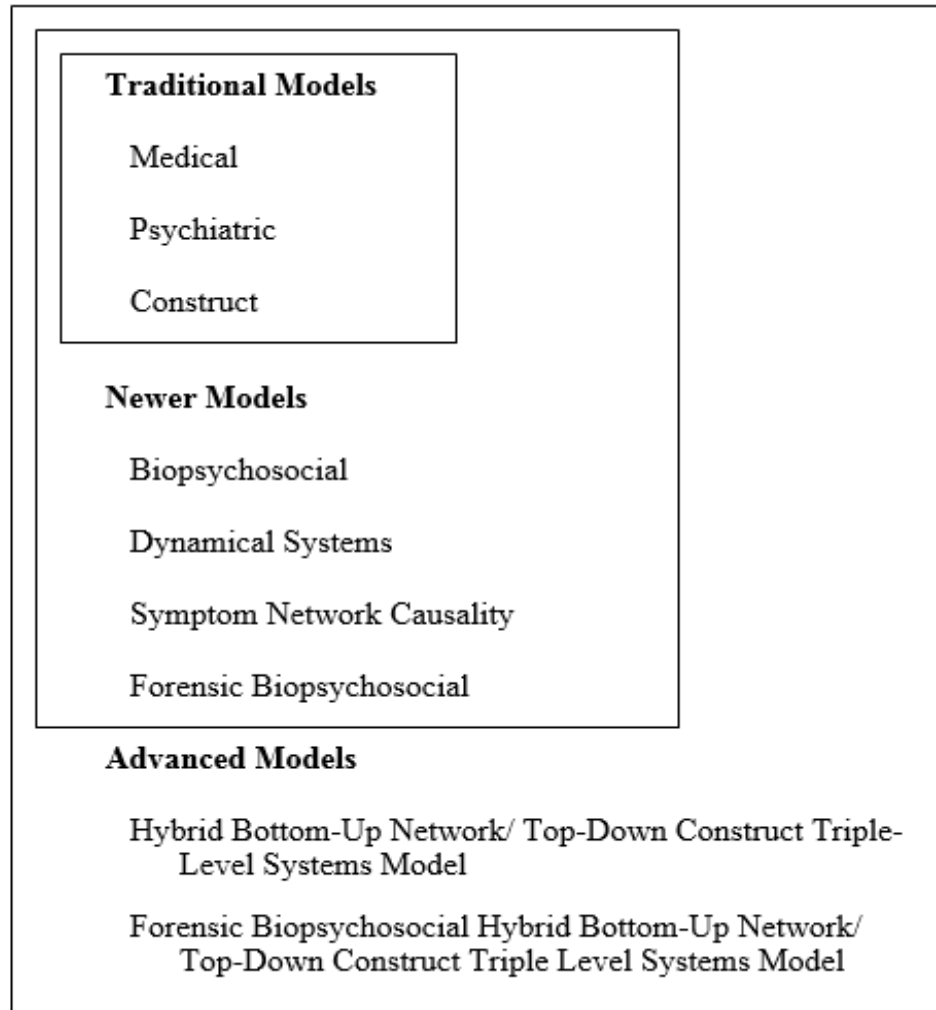 Traditional Models
Medical
Psychiatric
Construct
Newer Models
Biopsychosocial
Dynamical Systems
Symptom Network Causality
Forensic Biopsychosocial
Advanced Models
Hybrid Bottom-Up Network/ Top-Down Construct Triple-
Level Systems Model
Forensic Biopsychosocial Hybrid Bottom-Up Network/
Top-Down Construct Triple Level Systems Model